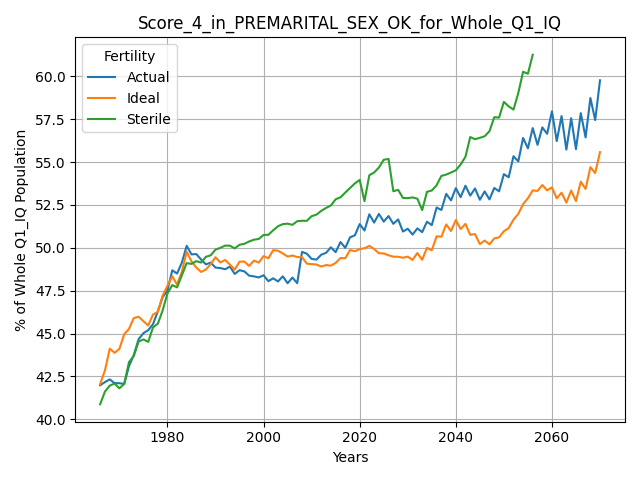 Score_4_in_PREMARITAL_SEX_OK_for_Whole_Q1_IQ
Fertility
Actual
Ideal
Sterile
% of Whole Q1_IQ Population
60.0
57.5
55.0
52.5
50.0
47.5
45.0
42.5
40.0
1980 2000 2020 2040 2060
Years